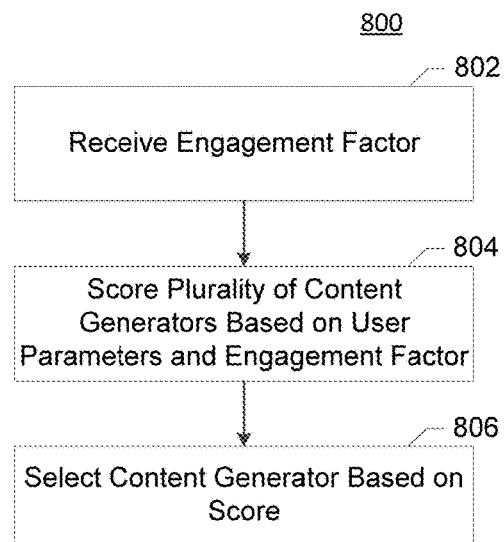 800
802
Receive Engagement Factor
804
Score Plurality of Content
Generators Based on User
Parameters and Engagement Factor
806
Select Content Generator Based on
Score